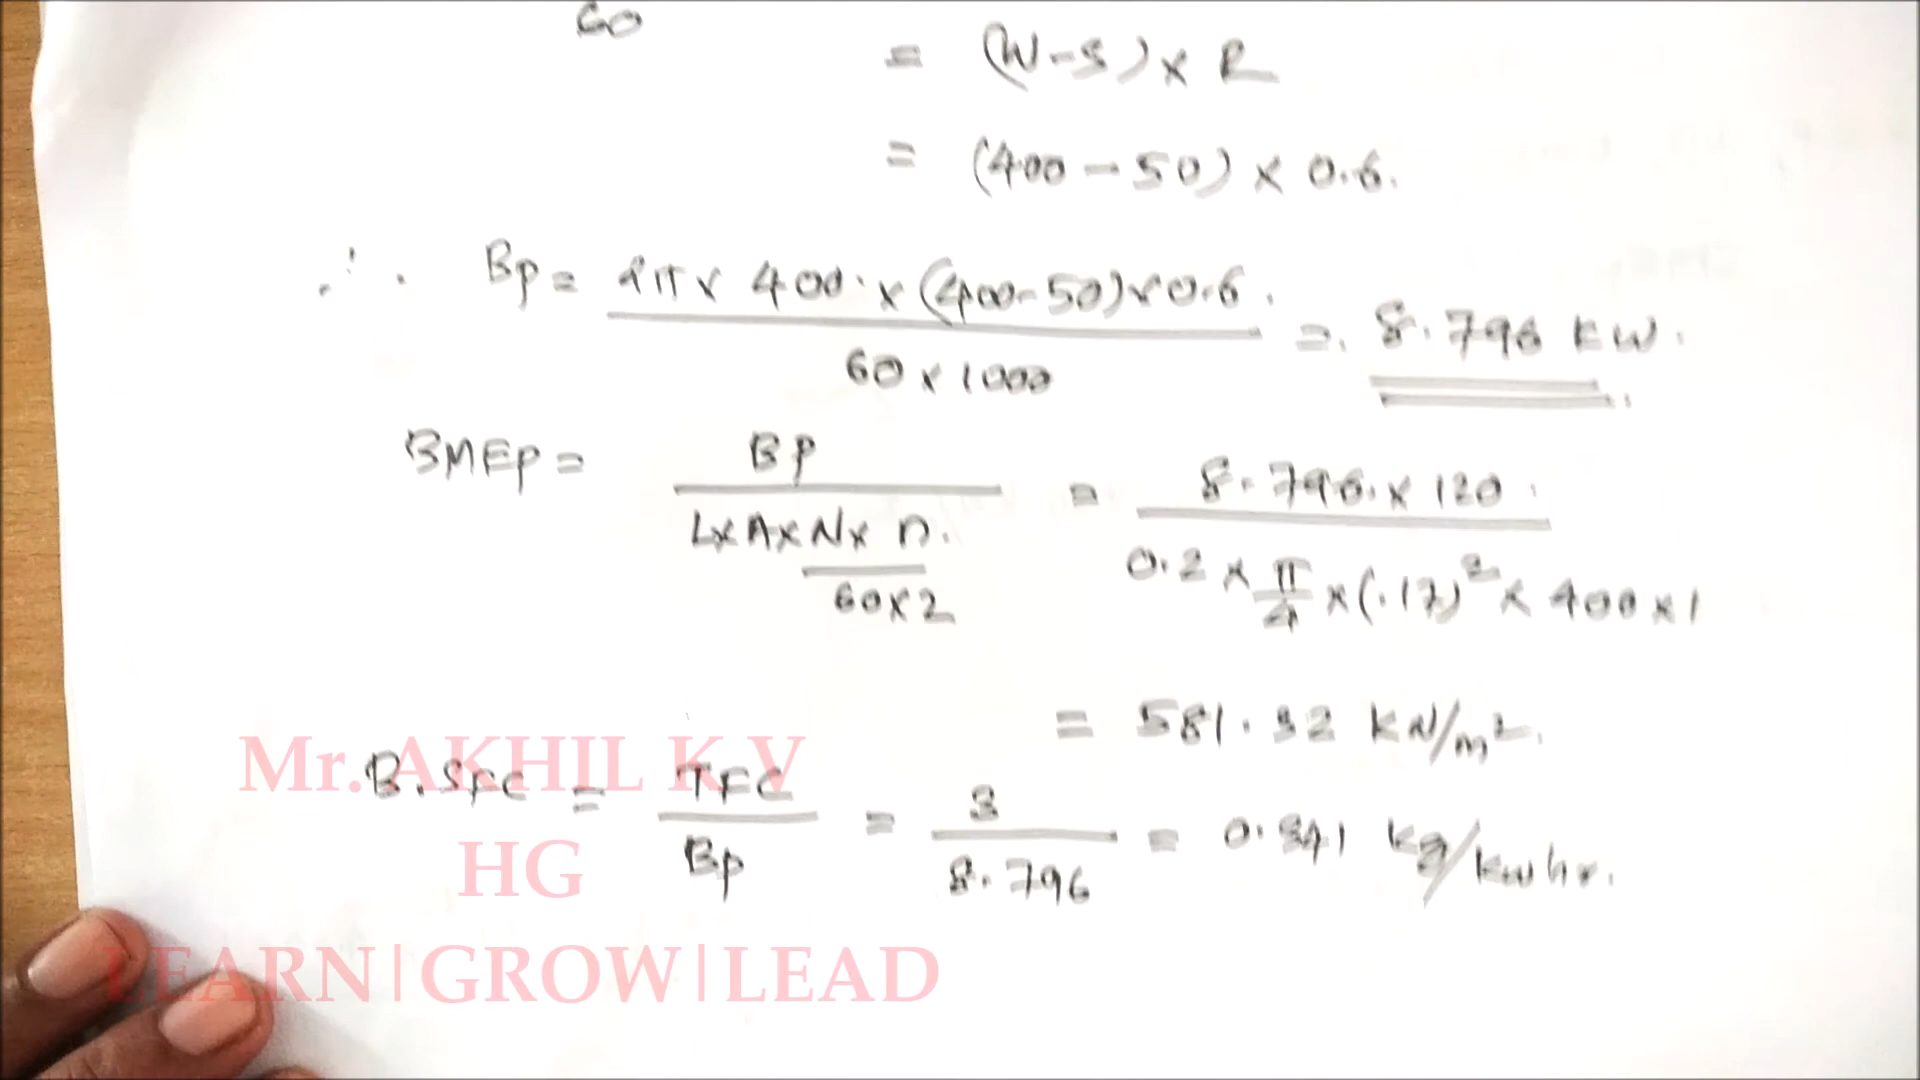 60
= (W-S) × R
= (400 - 50) × 0.6.
∴ BP = 2π × 400 × (400-50) × 0.6 / 60 × 1000 = 8.796 kW.
BMEP = BP / L×A×N× n. / 60×2 = 8.796 × 120 / 0.2 × π/4 × (.17)² × 400 × 1
= 581.32 kN/m².
B.SFC = TFC / BP = 3 / 8.796 = 0.341 kg/kwhr.
Mr. AKHIL K V
HG
LEARN|GROW|LEAD